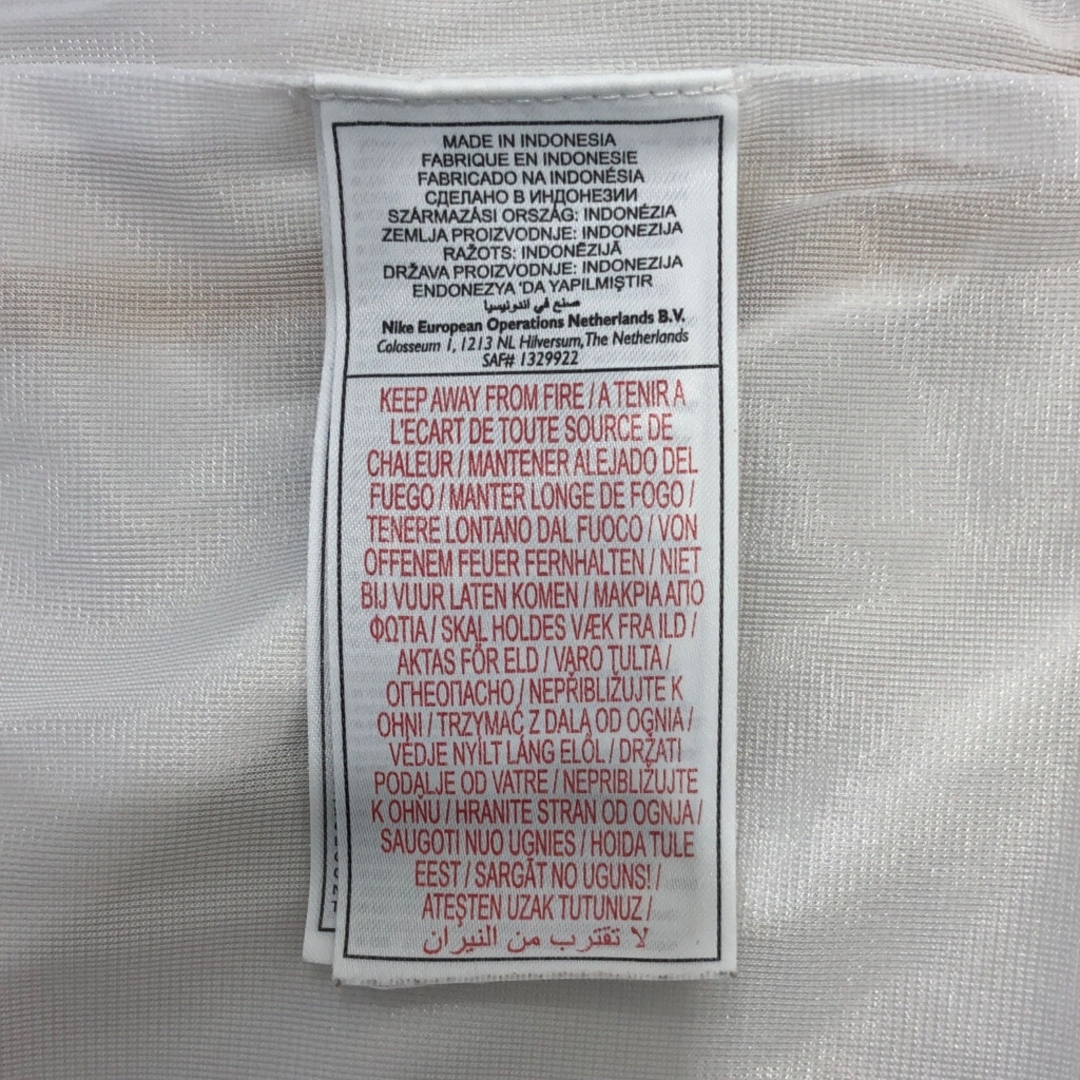 MADE IN INDONESIA
FABRIQUE EN INDONESIE
FABRICADO NA INDONÉSIA
СДЕЛАНО В ИНДОНЕЗИИ
SZÁRMAZÁSI ORSZÁG: INDONÉZIA
ZEMLJA PROIZVODNJE: INDONEZIJA
RAŽOTS: INDONĒZIJĀ
DRŽAVA PROIZVODNJE: INDONEZIJA
ENDONEZYA 'DA YAPILMIŞTIR
صنع في اندونيسيا
Nike European Operations Netherlands B.V.
Colosseum 1, 1213 NL Hilversum, The Netherlands
SAF# 1329922
KEEP AWAY FROM FIRE / A TENIR A
L'ECART DE TOUTE SOURCE DE
CHALEUR / MANTENER ALEJADO DEL
FUEGO / MANTER LONGE DE FOGO /
TENERE LONTANO DAL FUOCO / VON
OFFENEM FEUER FERNHALTEN / NIET
BIJ VUUR LATEN KOMEN / ΜΑΚΡΙΑ ΑΠΟ
ΦΩΤΙΑ / SKAL HOLDES VÆK FRA ILD /
AKTAS FÖR ELD / VARO TULTA /
ОГНЕОПАСНО / NEPŘIBLIŽUJTE K
OHNI / TRZYMAĆ Z DALA OD OGNIA /
VÉDJE NYÍLT LÁNG ELŐL / DRŽATI
PODALJE OD VATRE / NEPRIBLIŽUJTE
K OHŇU / HRANITE STRAN OD OGNJA /
SAUGOTI NUO UGNIES / HOIDA TULE
EEST / SARGĀT NO UGUNS! /
ATEŞTEN UZAK TUTUNUZ /
لا تقترب من النيران